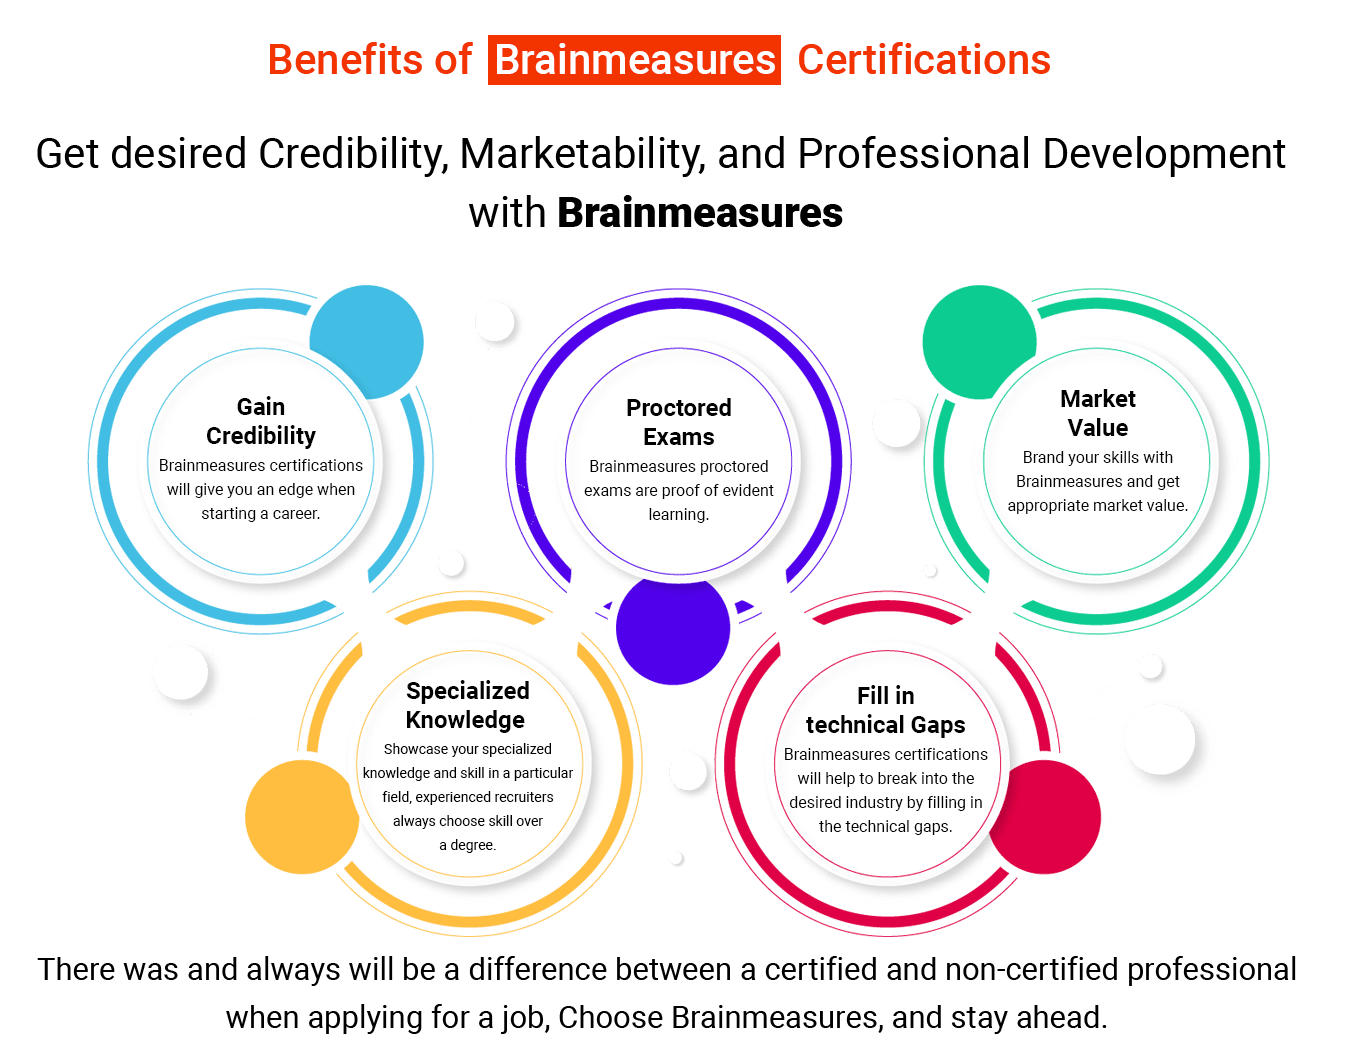 Benefits of Brainmeasures Certifications
Get desired Credibility, Marketability, and Professional Development
with Brainmeasures
Gain
Credibility
Brainmeasures certifications
will give you an edge when
starting a career.
Proctored
Exams
Brainmeasures proctored
exams are proof of evident
learning.
Market
Value
Brand your skills with
Brainmeasures and get
appropriate market value.
Specialized
Knowledge
Showcase your specialized
knowledge and skill in a particular
field, experienced recruiters
always choose skill over
a degree.
Fill in
technical Gaps
Brainmeasures certifications
will help to break into the
desired industry by filling in
the technical gaps.
There was and always will be a difference between a certified and non-certified professional
when applying for a job, Choose Brainmeasures, and stay ahead.